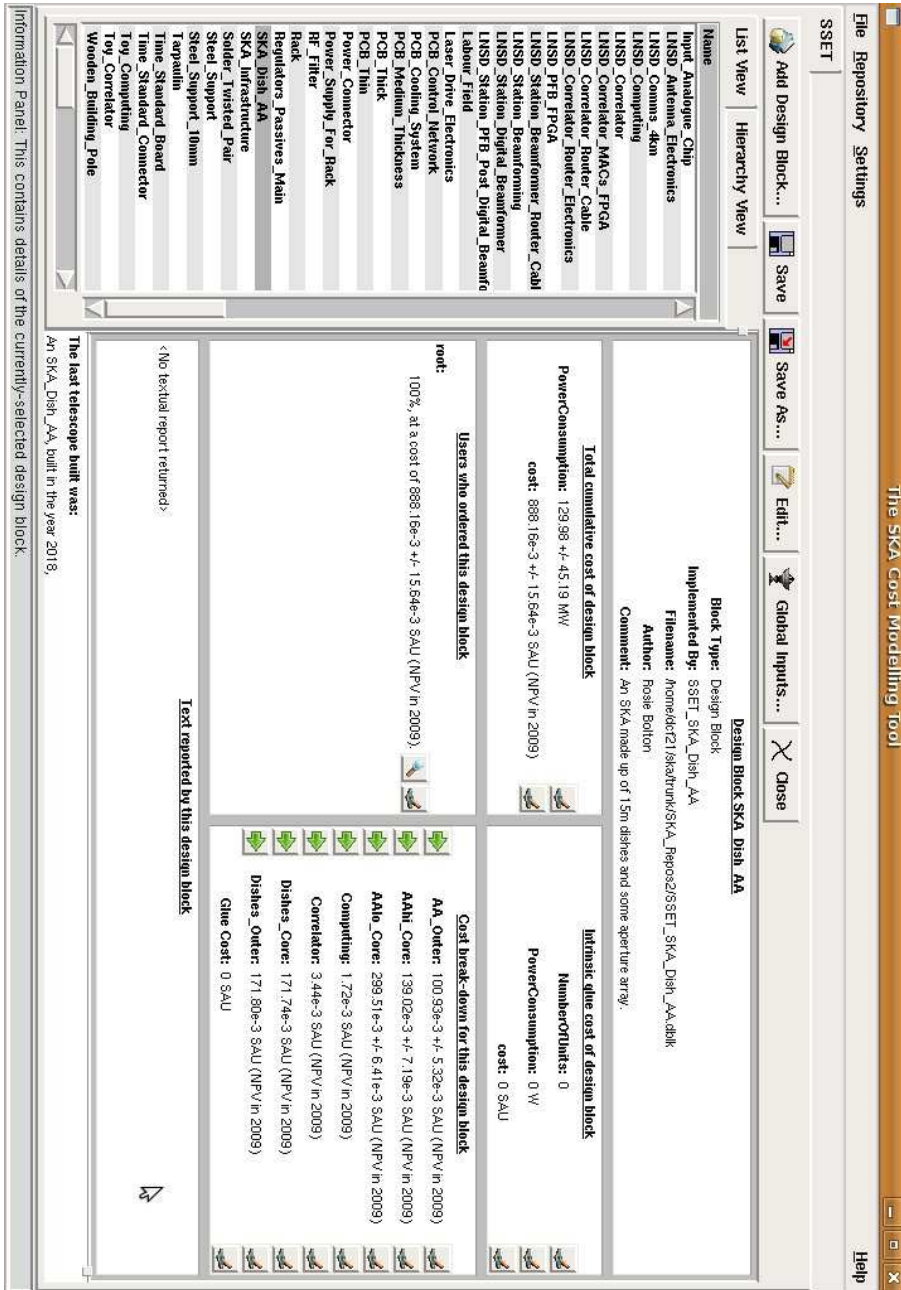 The SKA Cost Modelling Tool
File Repository Settings Help
SSET
Add Design Block... Save Save As... Edit... Global Inputs... Close
List View Hierarchy View
Name
Input_Analogue_Chip
LNSD_Antenna_Electronics
LNSD_Comms_4km
LNSD_Computing
LNSD_Correlator
LNSD_Correlator_MACs_FPGA
LNSD_Correlator_Router_Cable
LNSD_Correlator_Router_Electronics
LNSD_PFB_FPGA
LNSD_Station_Beamformer_Router_Cabl
LNSD_Station_Beamforming
LNSD_Station_Digital_Beamformer
LNSD_Station_PFB_Post_Digital_Beamfo
Labour_Field
Laser_Drive_Electronics
PCB_Control_Network
PCB_Cooling_System
PCB_Medium_Thickness
PCB_Thick
PCB_Thin
Power_Connector
Power_Supply_For_Rack
RF_Filter
Rack
Regulators_Passives_Main
SKA_Dish_AA
SKA_Infrastructure
Solder_Twisted_Pair
Steel_Support
Steel_Support_10mm
Tarpaulin
Time_Standard_Board
Time_Standard_Connector
Toy_Computing
Toy_Correlator
Wooden_Building_Pole
Design Block SKA_Dish_AA
Block Type: Design Block
Implemented By: SSET_SKA_Dish_AA
Filename: /home/dcf21/ska/trunk/SKA_Repos2/SSET_SKA_Dish_AA.dblk
Author: Rosie Bolton
Comment: An SKA made up of 15m dishes and some aperture array.
Total cumulative cost of design block
PowerConsumption: 129.98 +/- 45.19 MW
cost: 888.16e-3 +/- 15.64e-3 SAU (NPV in 2009)
Intrinsic glue cost of design block
NumberOfUnits: 0
PowerConsumption: 0 W
cost: 0 SAU
Users who ordered this design block
root:
100%, at a cost of 888.16e-3 +/- 15.64e-3 SAU (NPV in 2009).
Cost break-down for this design block
AA_Outer: 100.93e-3 +/- 5.32e-3 SAU (NPV in 2009)
AAhi_Core: 139.02e-3 +/- 7.19e-3 SAU (NPV in 2009)
AAlo_Core: 299.51e-3 +/- 6.41e-3 SAU (NPV in 2009)
Computing: 1.72e-3 SAU (NPV in 2009)
Correlator: 3.44e-3 SAU (NPV in 2009)
Dishes_Core: 171.74e-3 SAU (NPV in 2009)
Dishes_Outer: 171.80e-3 SAU (NPV in 2009)
Glue Cost: 0 SAU
Text reported by this design block
<No textual report returned>
The last telescope built was:
An SKA_Dish_AA, built in the year 2018,
Information Panel: This contains details of the currently-selected design block.